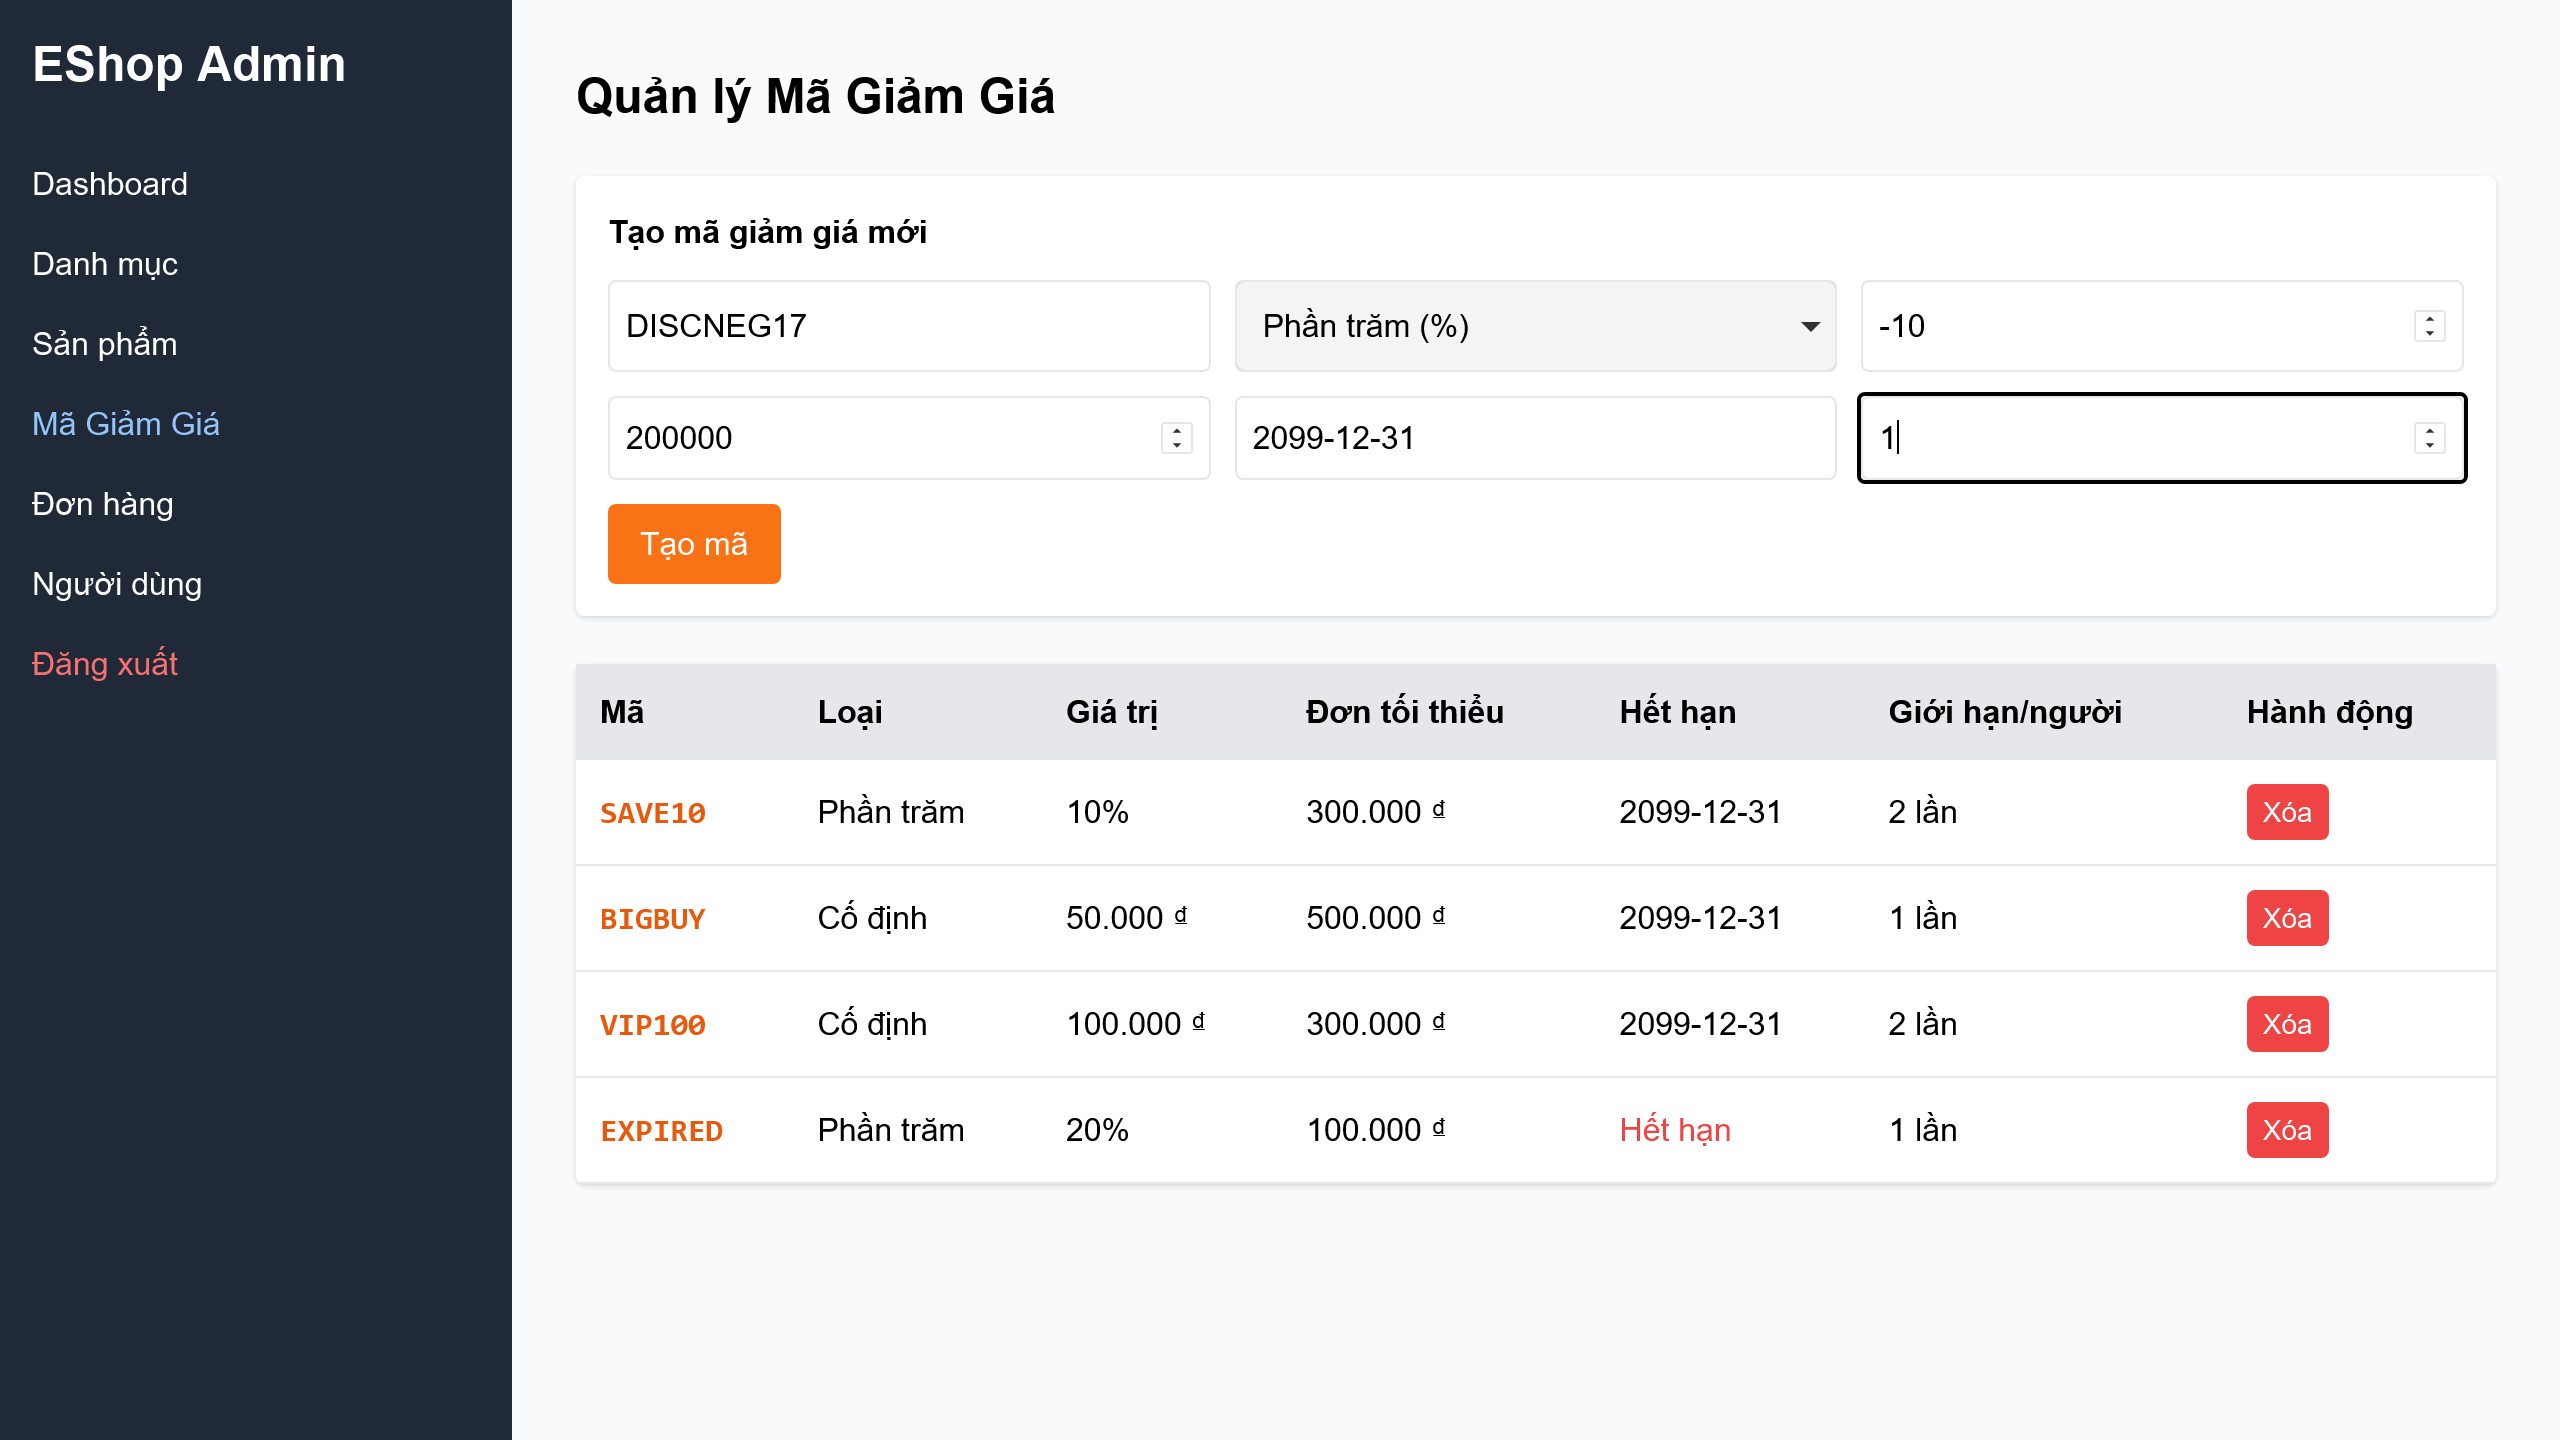 EShop Admin
Dashboard
Danh mục
Sản phẩm
Mã Giảm Giá
Đơn hàng
Người dùng
Đăng xuất
Quản lý Mã Giảm Giá
Tạo mã giảm giá mới
DISCNEG17
Phần trăm (%)
-10
200000
2099-12-31
1
Tạo mã
Mã Loại Giá trị Đơn tối thiểu Hết hạn Giới hạn/người Hành động
SAVE10 Phần trăm 10% 300.000 ₫ 2099-12-31 2 lần Xóa
BIGBUY Cố định 50.000 ₫ 500.000 ₫ 2099-12-31 1 lần Xóa
VIP100 Cố định 100.000 ₫ 300.000 ₫ 2099-12-31 2 lần Xóa
EXPIRED Phần trăm 20% 100.000 ₫ Hết hạn 1 lần Xóa